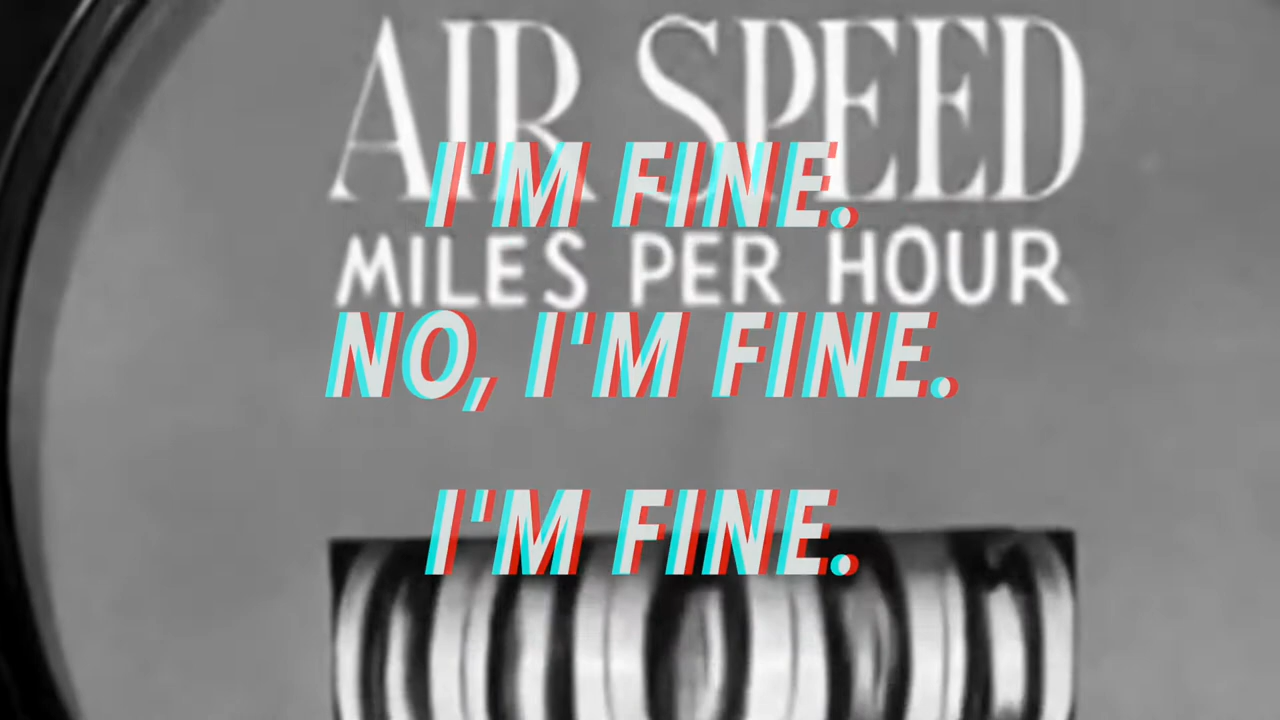 AIR SPEED
I'M FINE.
MILES PER HOUR
NO, I'M FINE.
I'M FINE.